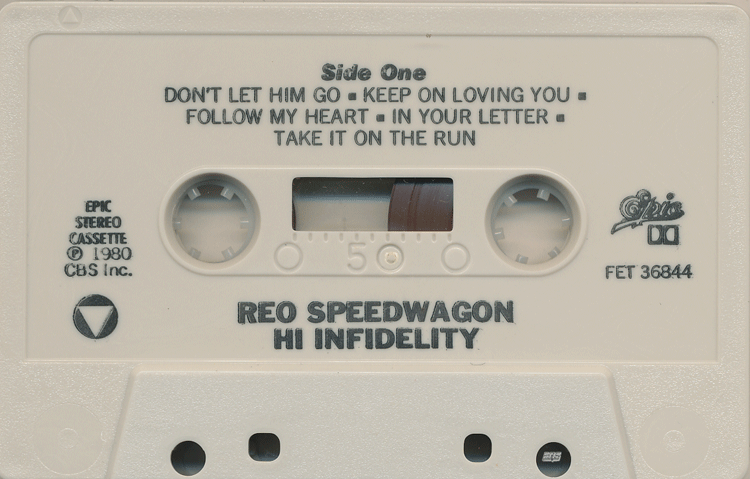 Side One
DON'T LET HIM GO ▪ KEEP ON LOVING YOU ▪
FOLLOW MY HEART ▪ IN YOUR LETTER ▪
TAKE IT ON THE RUN
EPIC
STEREO
CASSETTE
℗ 1980
CBS Inc.
50
Epic
FET 36844
REO SPEEDWAGON
HI INFIDELITY